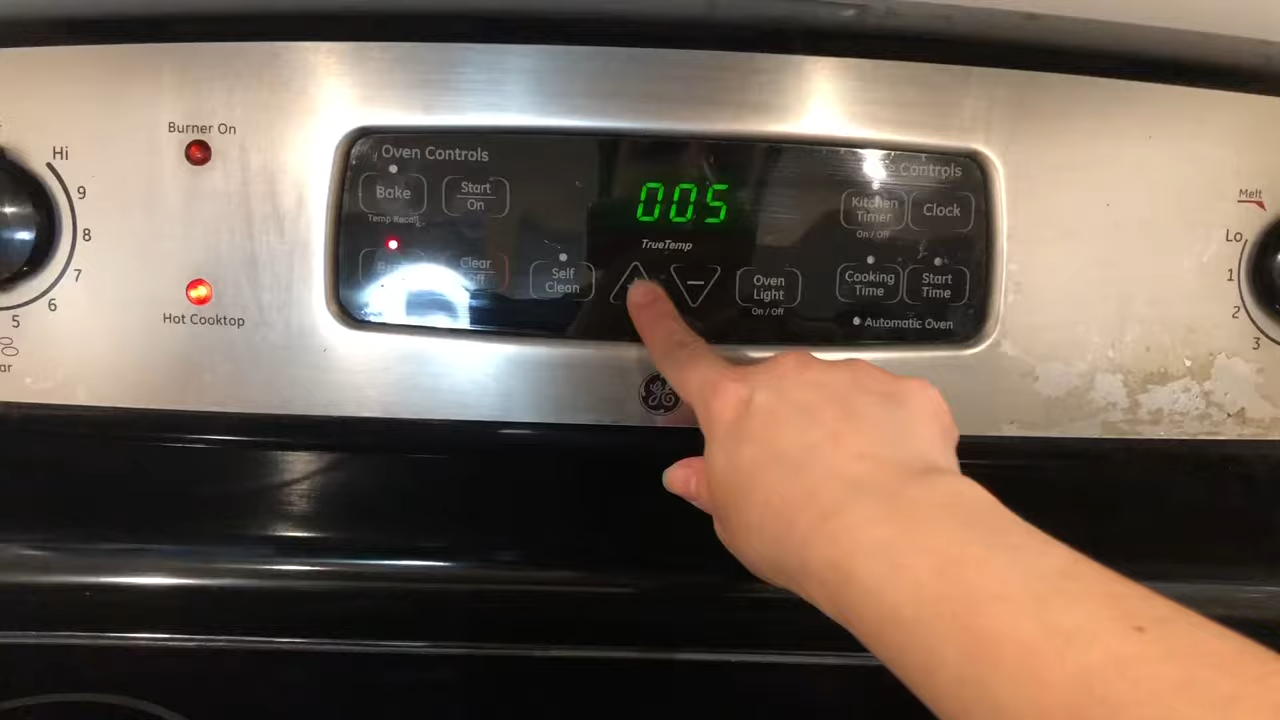 Burner On
Hi
9
8
7
6
5
Hot Cooktop
Oven Controls
Bake
Start
On
Temp Recall
Clear
Off
Self
Clean
005
TrueTemp
+
−
Oven
Light
On / Off
Controls
Kitchen
Timer
On / Off
Clock
Cooking
Time
Start
Time
Automatic Oven
GE
Melt
Lo
1
2
3